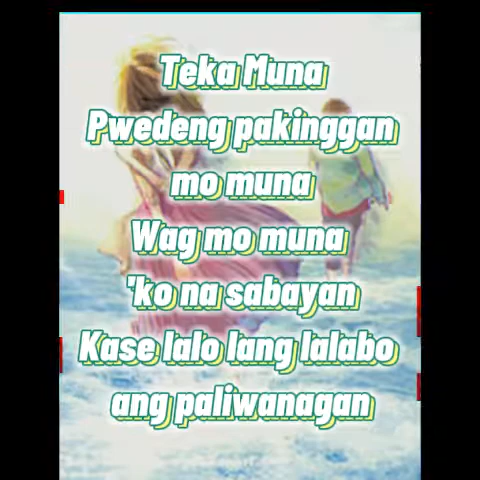 Teka Muna
Pwedeng pakinggan
mo muna
Wag mo muna
'ko na sabayan
Kase lalo lang lalabo
ang paliwanagan